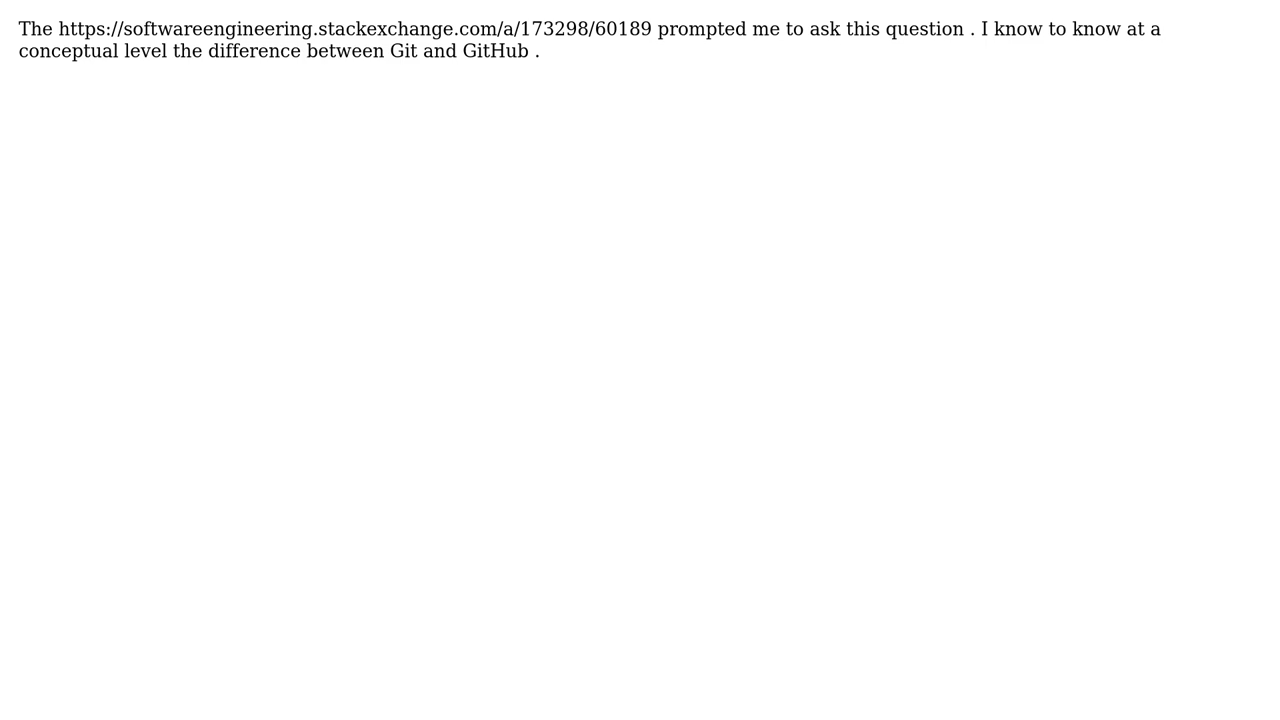 The https://softwareengineering.stackexchange.com/a/173298/60189 prompted me to ask this question . I know to know at a
conceptual level the difference between Git and GitHub .